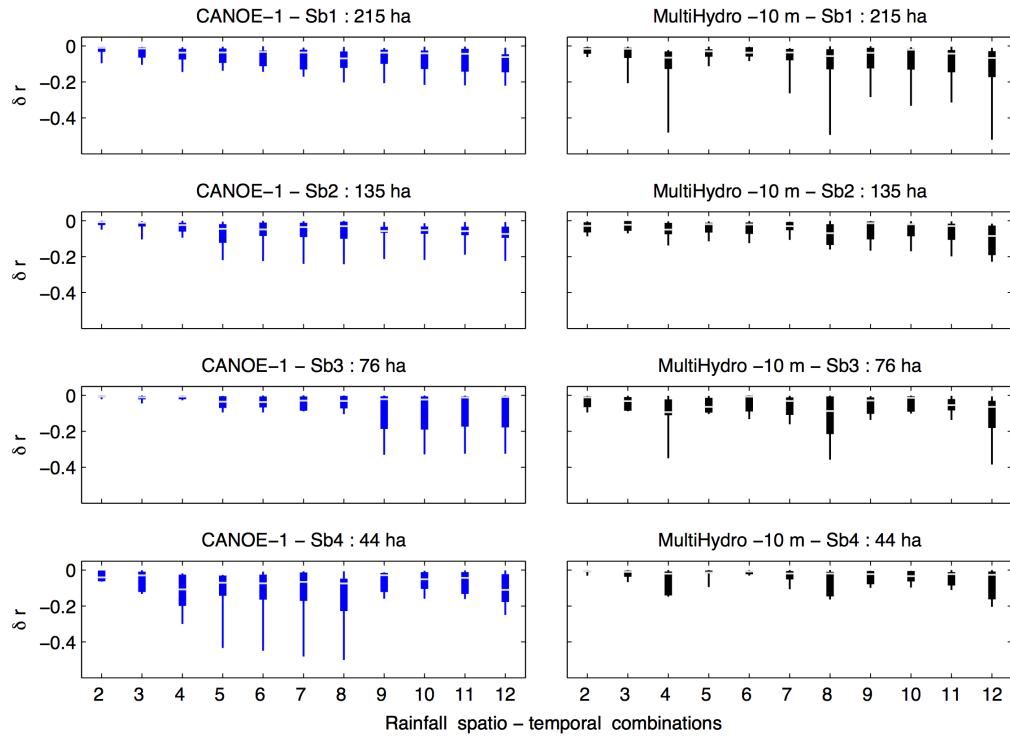 CANOE−1 − Sb1 : 215 ha
MultiHydro −10 m − Sb1 : 215 ha
0
−0.2
−0.4
δ r
CANOE−1 − Sb2 : 135 ha
MultiHydro −10 m − Sb2 : 135 ha
0
−0.2
−0.4
δ r
CANOE−1 − Sb3 : 76 ha
MultiHydro −10 m − Sb3 : 76 ha
0
−0.2
−0.4
δ r
CANOE−1 − Sb4 : 44 ha
MultiHydro −10 m − Sb4 : 44 ha
0
−0.2
−0.4
δ r
2 3 4 5 6 7 8 9 10 11 12
2 3 4 5 6 7 8 9 10 11 12
Rainfall spatio − temporal combinations